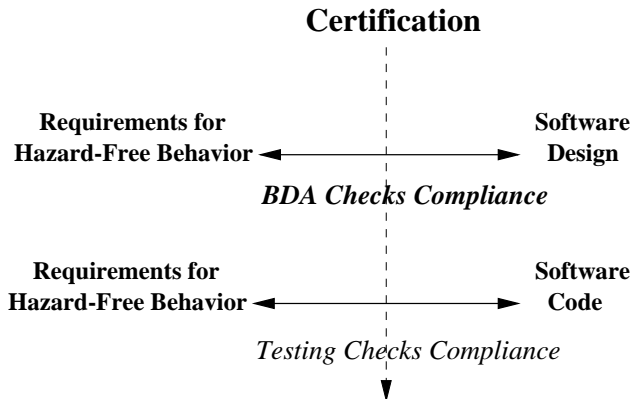 Certification
Requirements for
Hazard-Free Behavior
Software
Design
BDA Checks Compliance
Requirements for
Hazard-Free Behavior
Software
Code
Testing Checks Compliance